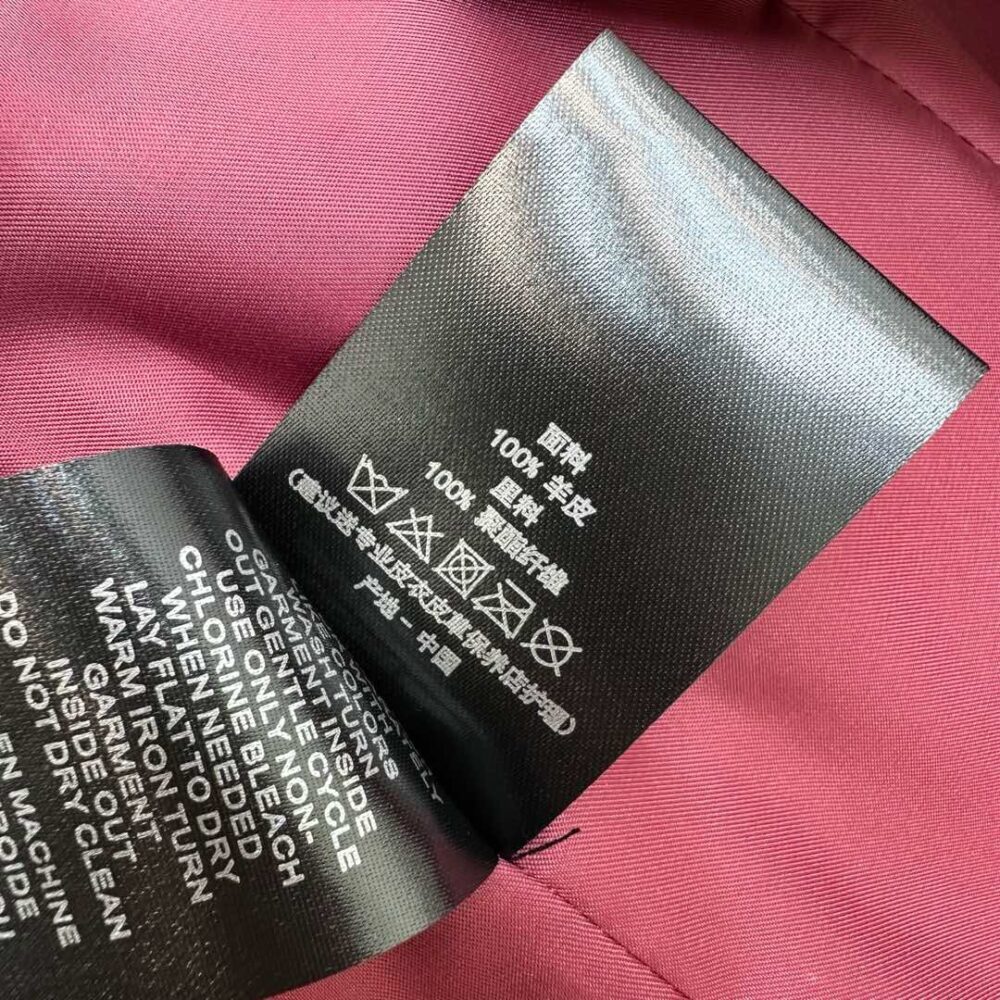 面料
100% 羊皮
里料
100% 聚酯纤维
(建议送专业皮衣皮草保养店护理)
产地 - 中国
COLORS
WASH TURN
GARMENT INSIDE
OUT GENTLE CYCLE
USE ONLY NON-
CHLORINE BLEACH
WHEN NEEDED
LAY FLAT TO DRY
WARM IRON TURN
GARMENT
INSIDE OUT
DO NOT DRY CLEAN
MACHINE